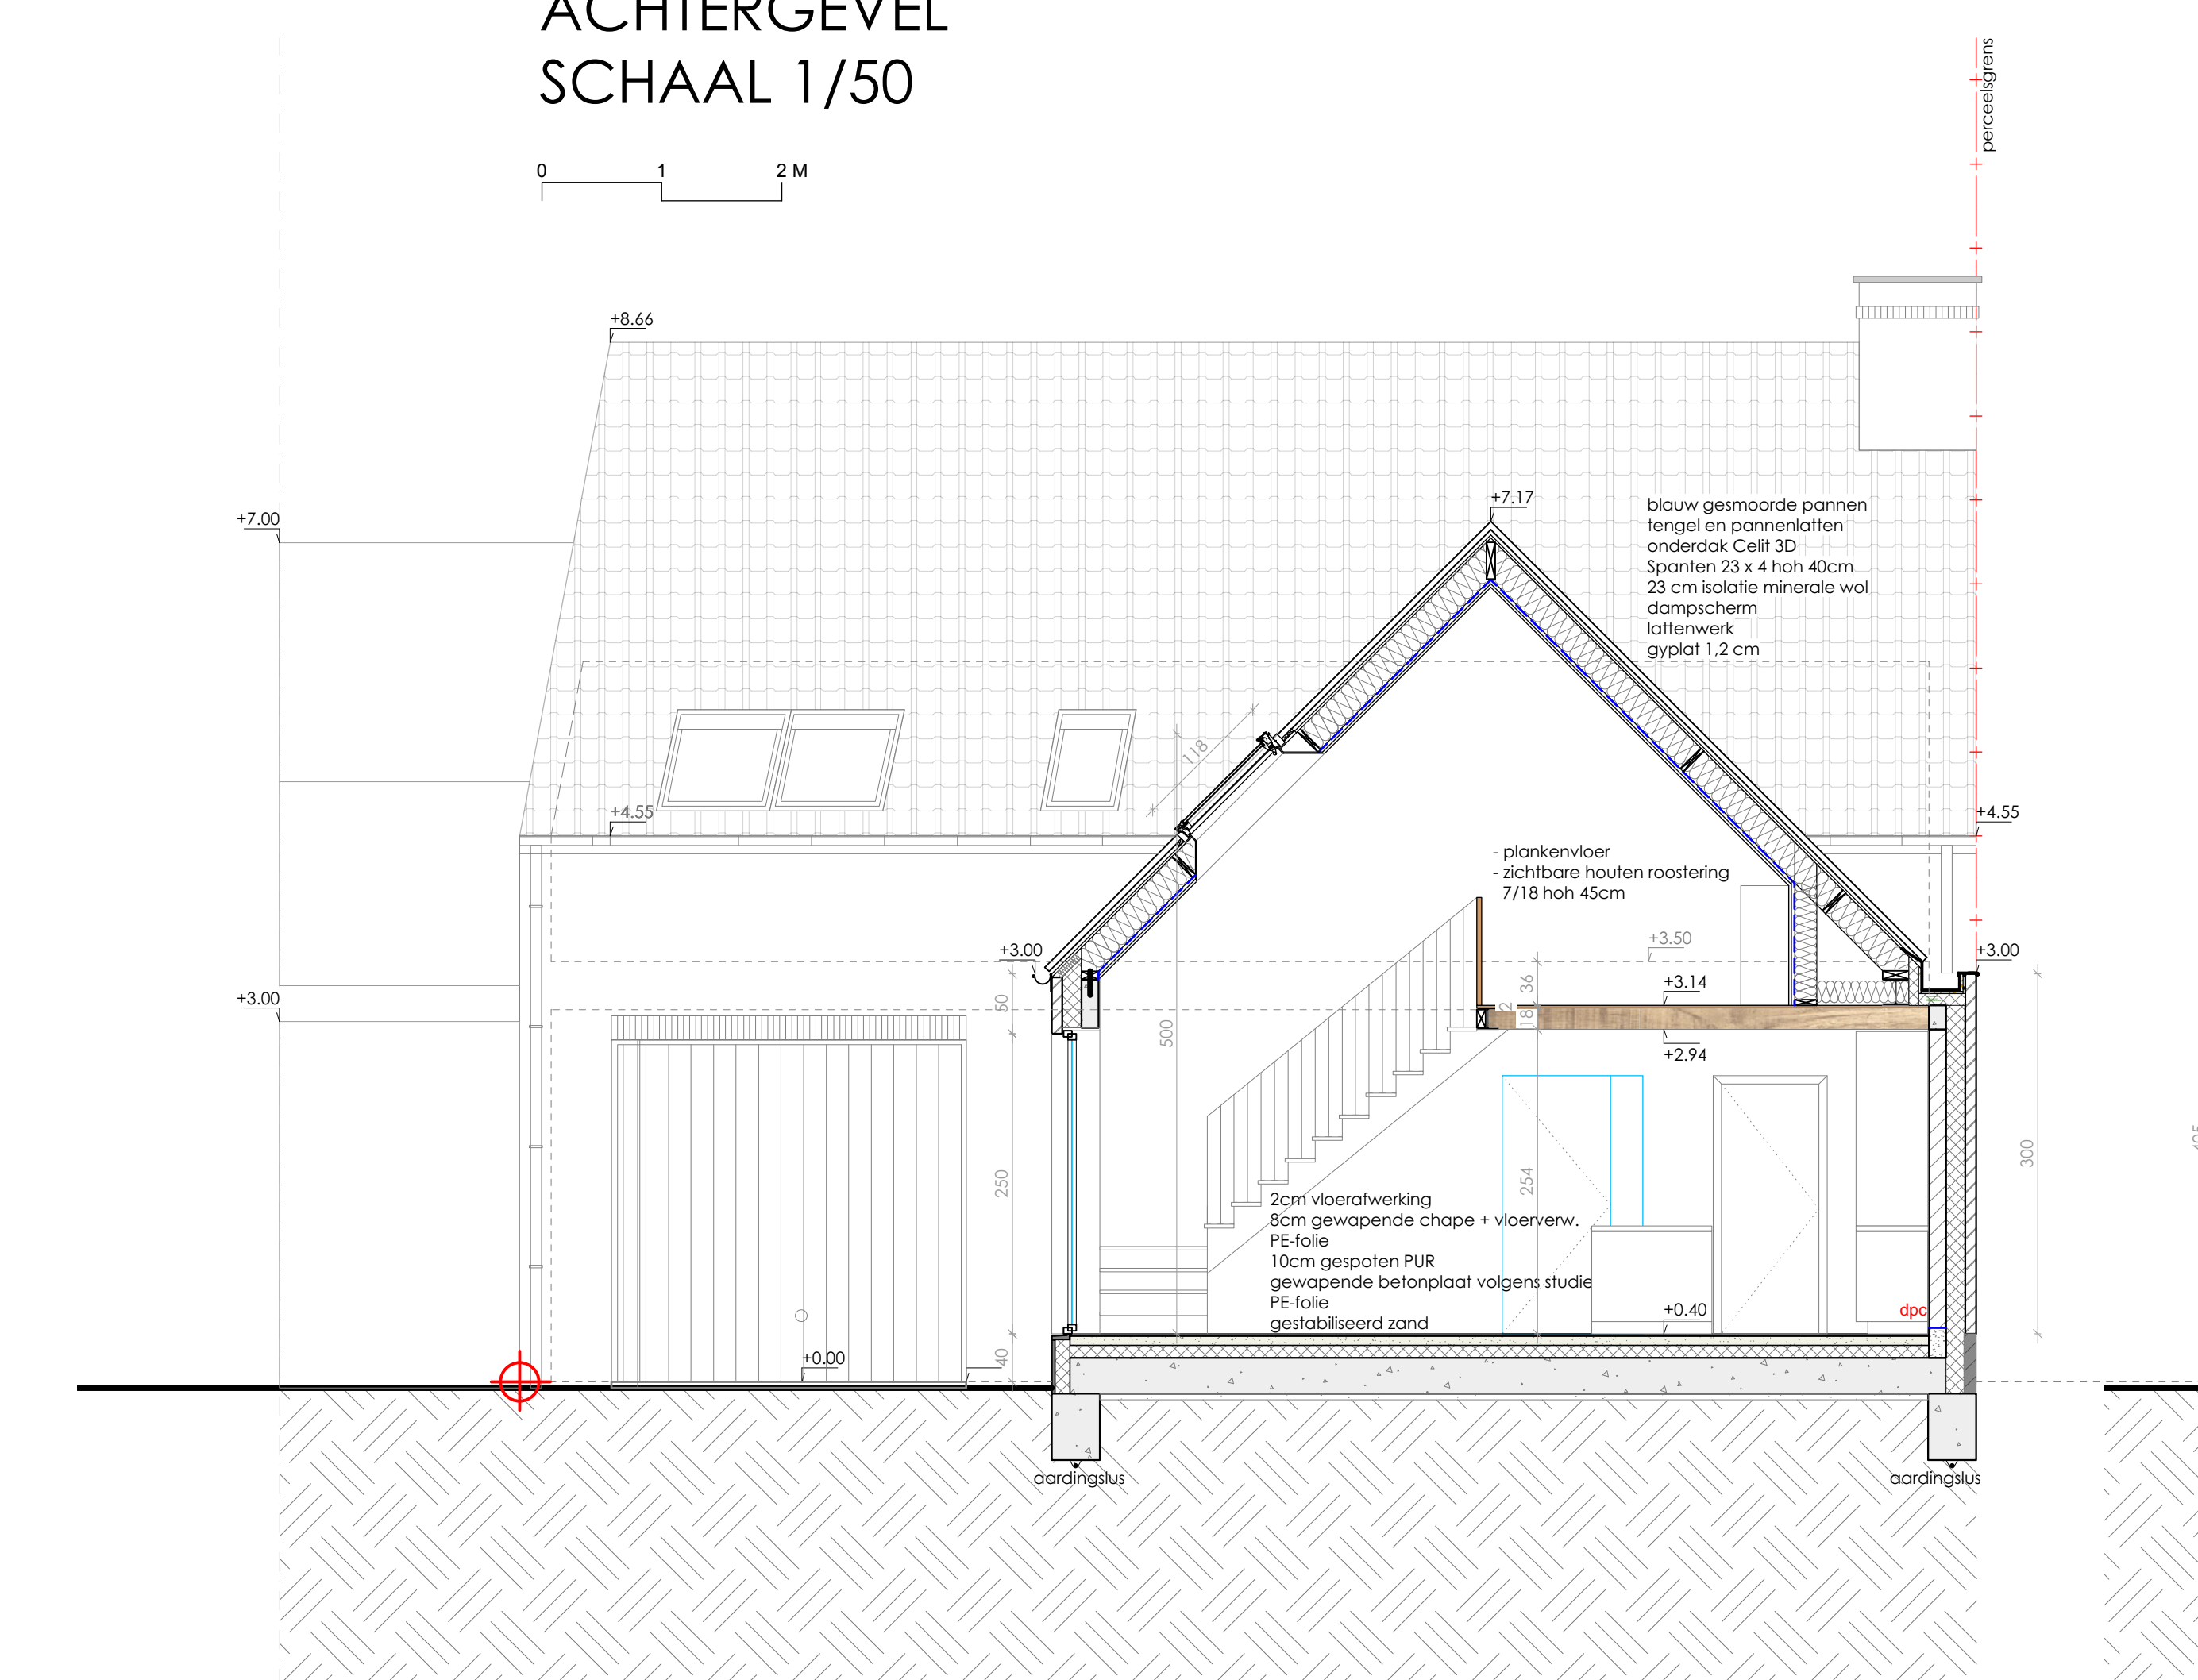 ACHTERGEVEL
SCHAAL 1/50
0 1 2 M
perceelsgrens
+8.66
+7.00
+7.17
blauw gesmoorde pannen
tengel en pannenlatten
onderdak Celit 3D
Spanten 23 x 4 hoh 40cm
23 cm isolatie minerale wol
dampscherm
lattenwerk
gyplat 1,2 cm
118
+4.55
+4.55
- plankenvloer
- zichtbare houten roostering
7/18 hoh 45cm
+3.50
+3.00
+3.00
+3.00
+3.14
36
2
18
50
500
+2.94
250
254
300
2cm vloerafwerking
8cm gewapende chape + vloerverw.
PE-folie
10cm gespoten PUR
gewapende betonplaat volgens studie
PE-folie
gestabiliseerd zand
+0.40
dpc
+0.00
40
aardingslus
aardingslus